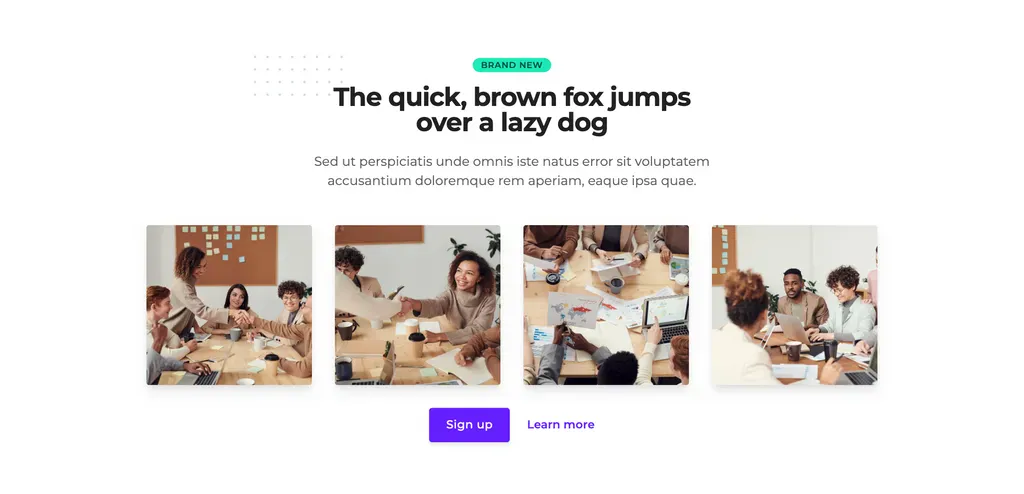 BRAND NEW
The quick, brown fox jumps
over a lazy dog
Sed ut perspiciatis unde omnis iste natus error sit voluptatem
accusantium doloremque rem aperiam, eaque ipsa quae.
Sign up
Learn more